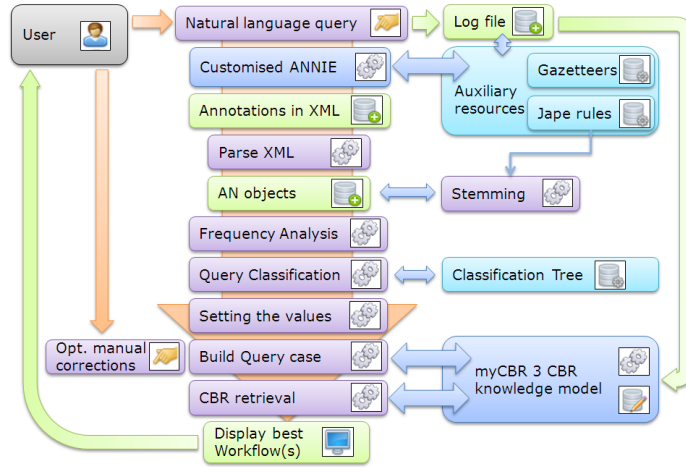 User
Natural language query
Log file
Customised ANNIE
Auxiliary
resources
Gazetteers
Jape rules
Annotations in XML
Parse XML
AN objects
Stemming
Frequency Analysis
Query Classification
Classification Tree
Setting the values
Opt. manual
corrections
Build Query case
myCBR 3 CBR
knowledge model
CBR retrieval
Display best
Workflow(s)